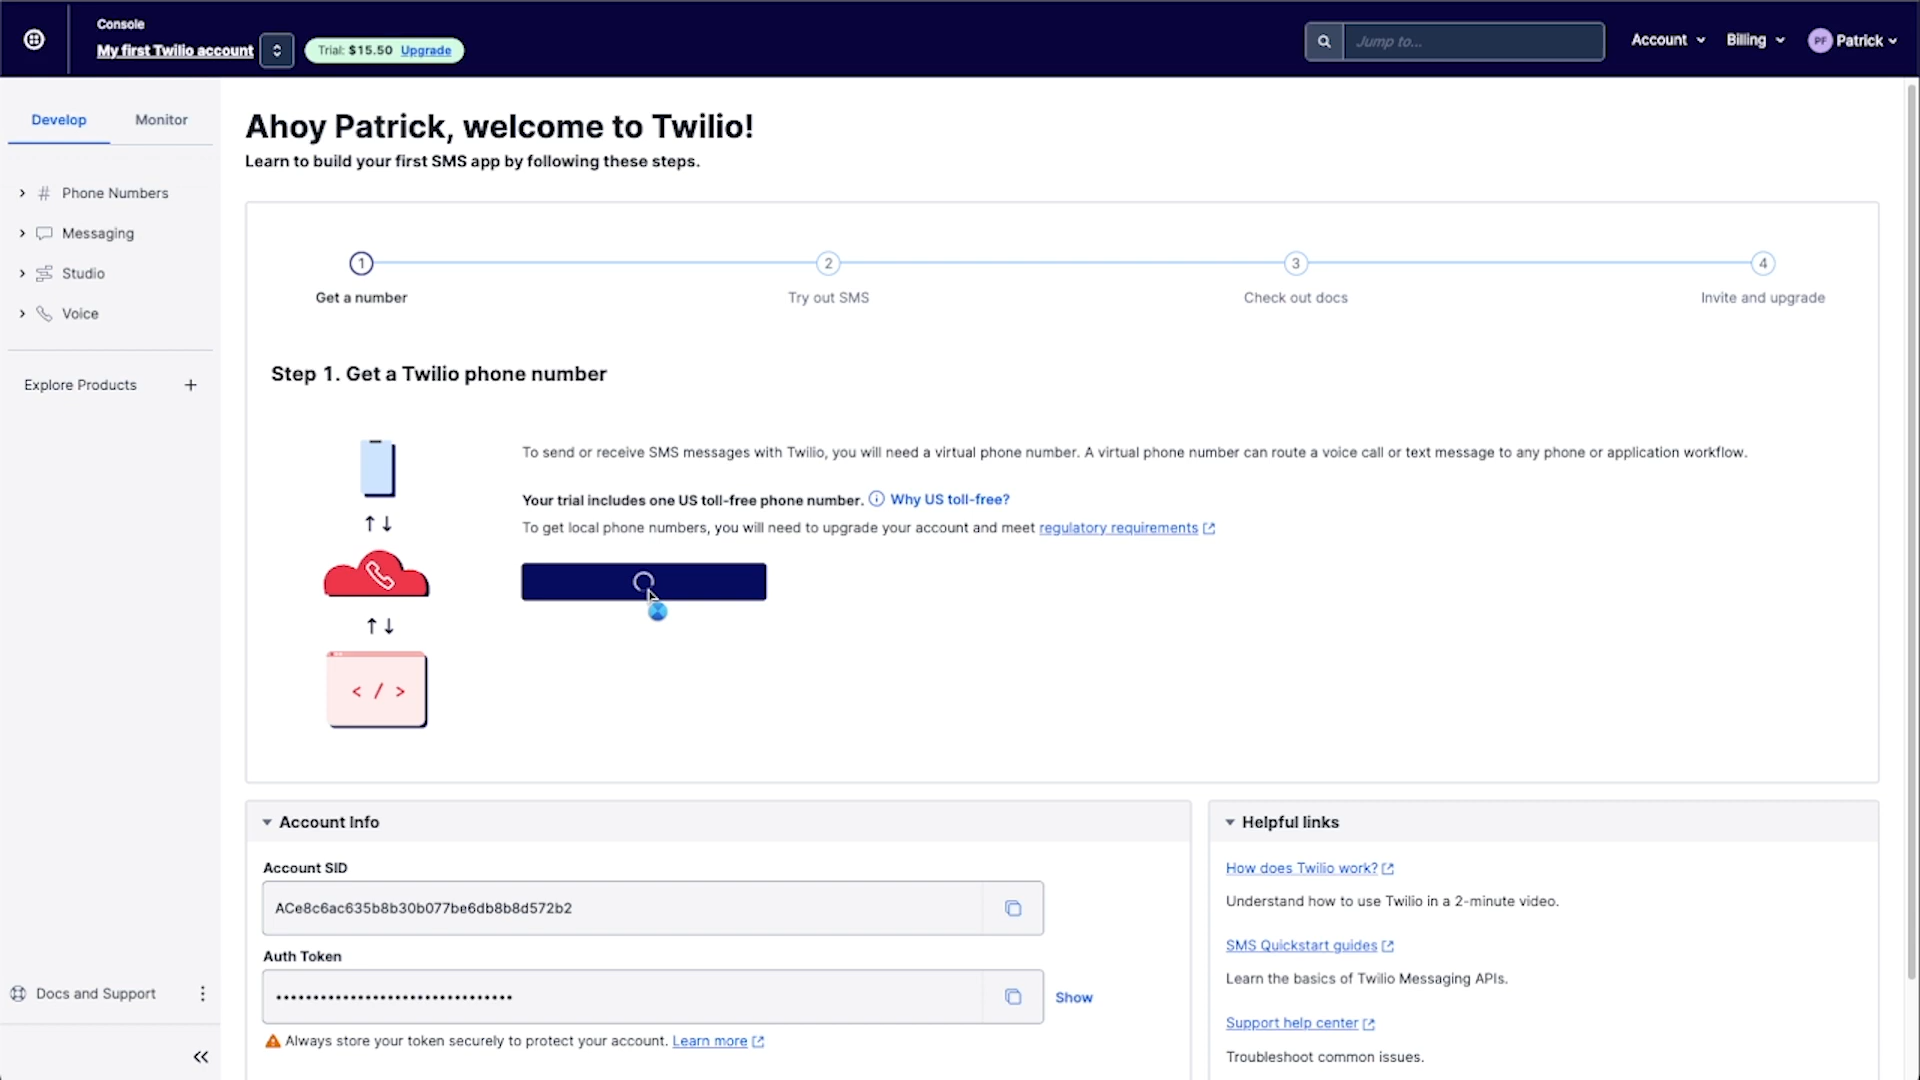 Console
My first Twilio account
Trial: $15.50 Upgrade
Jump to...
Account
Billing
PF Patrick
Develop
Monitor
Phone Numbers
Messaging
Studio
Voice
Explore Products
Docs and Support
Ahoy Patrick, welcome to Twilio!
Learn to build your first SMS app by following these steps.
1
2
3
4
Get a number
Try out SMS
Check out docs
Invite and upgrade
Step 1. Get a Twilio phone number
To send or receive SMS messages with Twilio, you will need a virtual phone number. A virtual phone number can route a voice call or text message to any phone or application workflow.
Your trial includes one US toll-free phone number. Why US toll-free?
To get local phone numbers, you will need to upgrade your account and meet regulatory requirements
< / >
Account Info
Account SID
ACe8c6ac635b8b30b077be6db8b8d572b2
Auth Token
••••••••••••••••••••••••••••••••
Show
Always store your token securely to protect your account. Learn more
Helpful links
How does Twilio work?
Understand how to use Twilio in a 2-minute video.
SMS Quickstart guides
Learn the basics of Twilio Messaging APIs.
Support help center
Troubleshoot common issues.